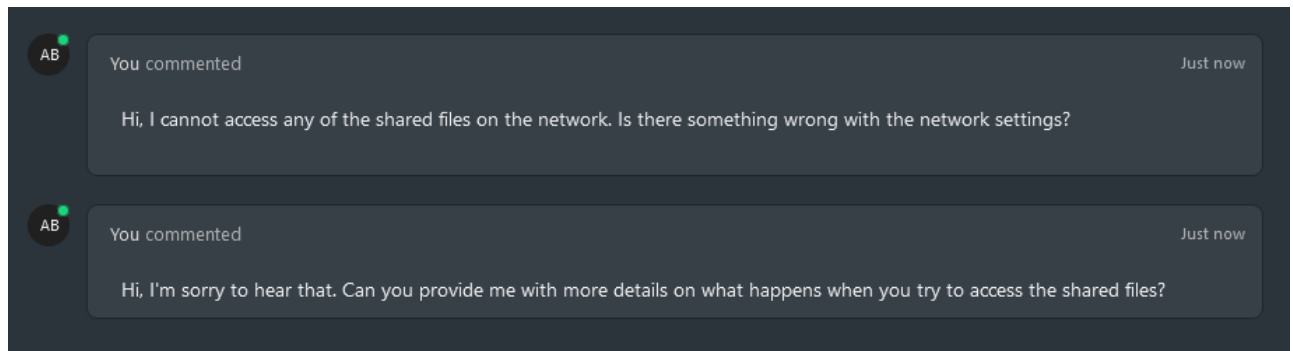 AB
You commented
Just now
Hi, I cannot access any of the shared files on the network. Is there something wrong with the network settings?
AB
You commented
Just now
Hi, I'm sorry to hear that. Can you provide me with more details on what happens when you try to access the shared files?